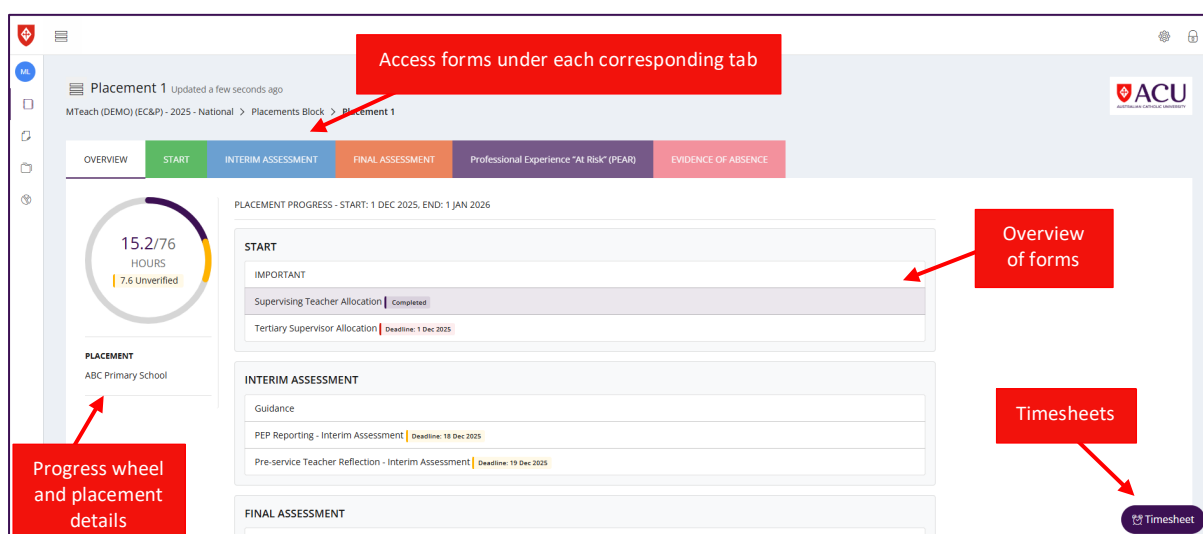 Access forms under each corresponding tab
ML
Placement 1 Updated a few seconds ago
MTeach (DEMO) (EC&P) - 2025 - National > Placements Block > Placement 1
ACU
AUSTRALIAN CATHOLIC UNIVERSITY
OVERVIEW START INTERIM ASSESSMENT FINAL ASSESSMENT Professional Experience "At Risk" (PEAR) EVIDENCE OF ABSENCE
PLACEMENT PROGRESS - START: 1 DEC 2025, END: 1 JAN 2026
15.2/76
HOURS
7.6 Unverified
PLACEMENT
ABC Primary School
START
IMPORTANT
Supervising Teacher Allocation Completed
Tertiary Supervisor Allocation Deadline: 1 Dec 2025
Overview
of forms
INTERIM ASSESSMENT
Guidance
PEP Reporting - Interim Assessment Deadline: 18 Dec 2025
Pre-service Teacher Reflection - Interim Assessment Deadline: 19 Dec 2025
Timesheets
Progress wheel
and placement
details
FINAL ASSESSMENT
Timesheet